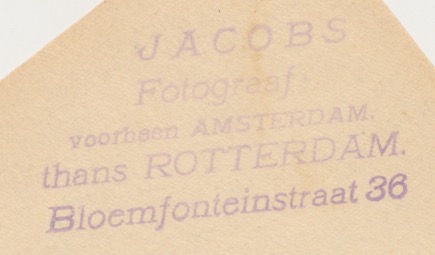 JACOBS
Fotograaf
voorheen AMSTERDAM.
thans ROTTERDAM.
Bloemfonteinstraat 36